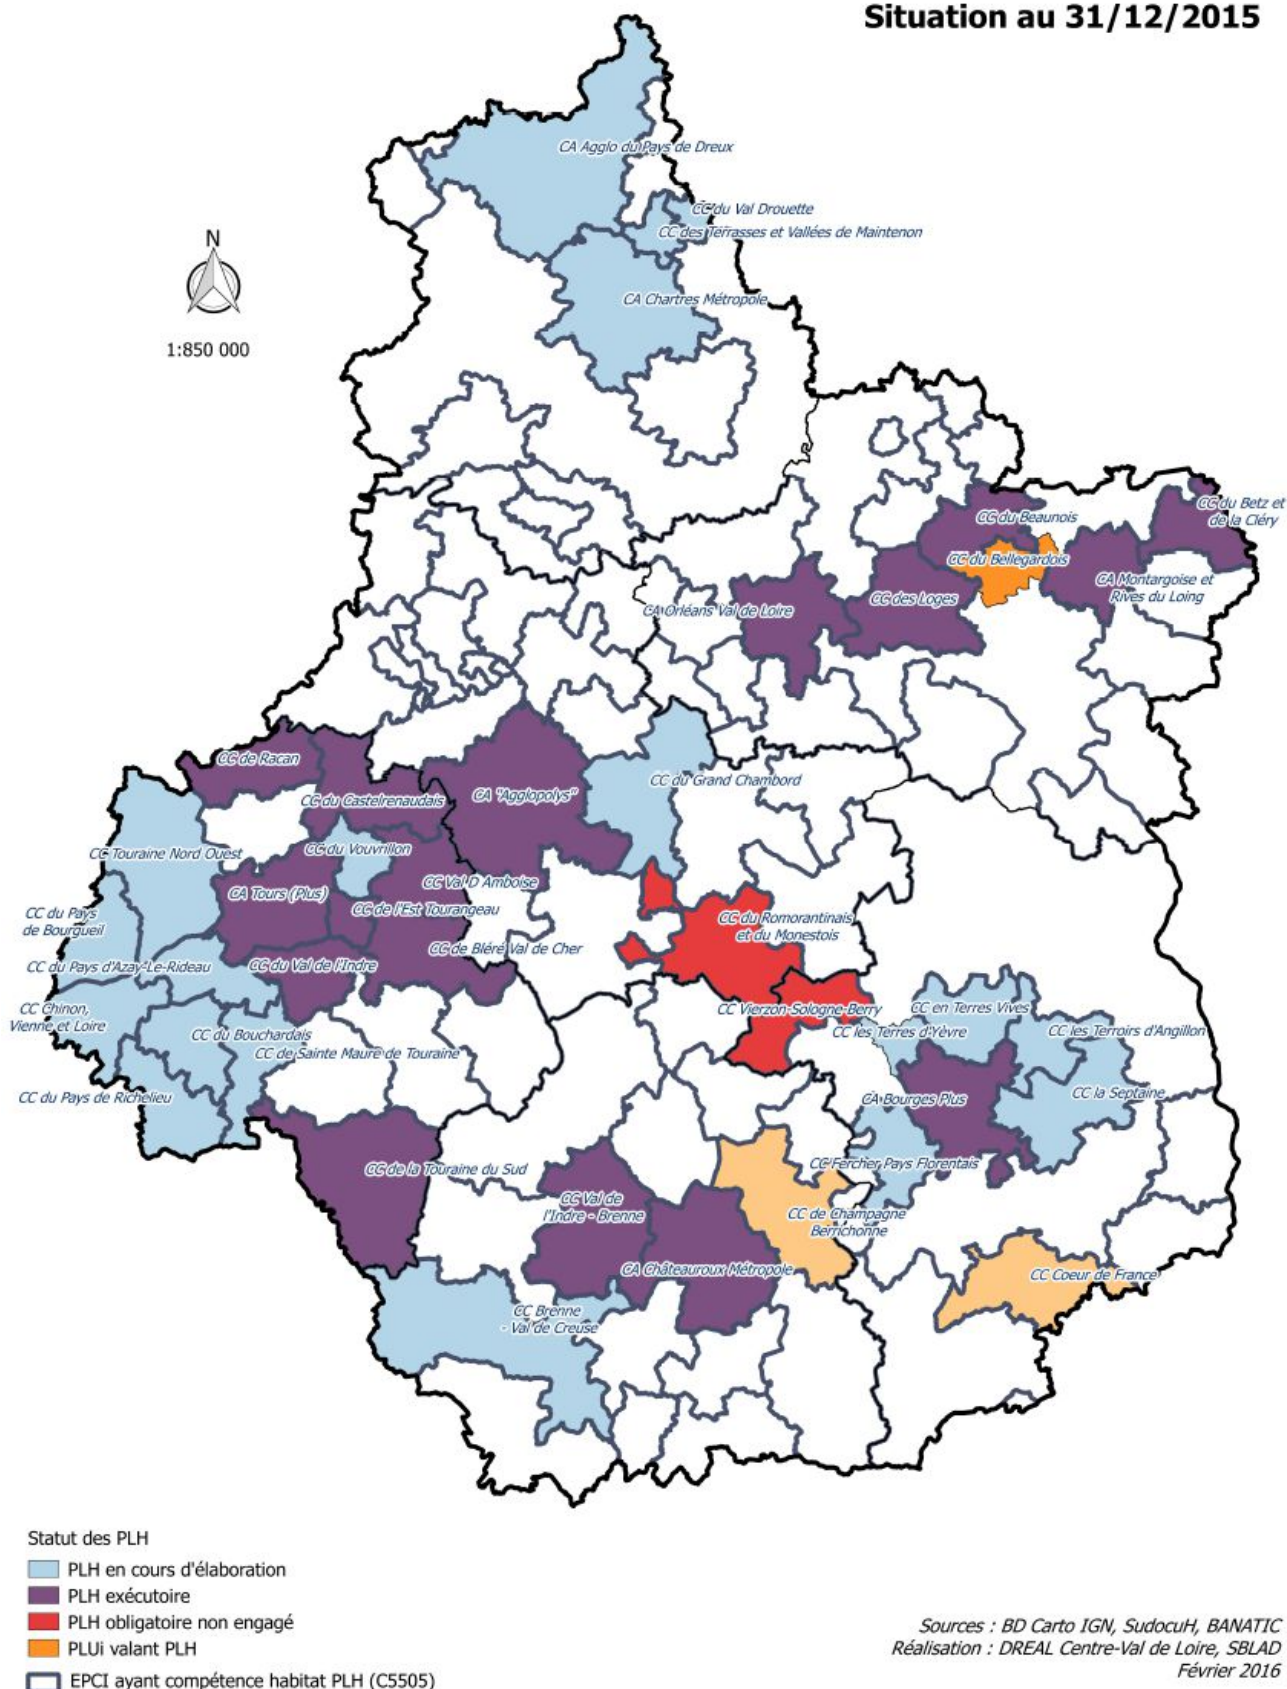 Situation au 31/12/2015
CA Agglo du Pays de Dreux
CC du Val Drouette
CC des Terrasses et Vallées de Maintenon
N
CA Chartres Métropole
1:850 000
CC du Betz et
de la Cléry
CC du Beaunois
CC du Bellegardois
CA Montargoise et
Rives du Loing
CC des Loges
CA Orléans Val de Loire
CC de Racan
CC du Grand Chambord
CA "Agglopolys"
CC du Castelrenaudais
CC du Vouvrillon
CC Touraine Nord Ouest
CC Val D Amboise
CA Tours (Plus)
CC de l'Est Tourangeau
CC du Pays
de Bourgueil
CC du Romorantinais
et du Monestois
CC de Bléré Val de Cher
CC du Pays d'Azay-Le-Rideau
CC du Val de l'Indre
CC Chinon,
Vienne et Loire
CC Vierzon-Sologne-Berry
CC en Terres Vives
CC les Terres d'Yèvre
CC les Terroirs d'Angillon
CC du Bouchardais
CC de Sainte Maure de Touraine
CC du Pays de Richelieu
CA Bourges Plus
CC la Septaine
CC de la Touraine du Sud
CC Fercher Pays Florentais
CC Val de
l'Indre - Brenne
CC de Champagne
Berrichonne
CA Châteauroux Métropole
CC Coeur de France
CC Brenne
- Val de Creuse
Statut des PLH
PLH en cours d'élaboration
PLH exécutoire
PLH obligatoire non engagé
PLUi valant PLH
EPCI ayant compétence habitat PLH (C5505)
Sources : BD Carto IGN, SudocuH, BANATIC
Réalisation : DREAL Centre-Val de Loire, SBLAD
Février 2016